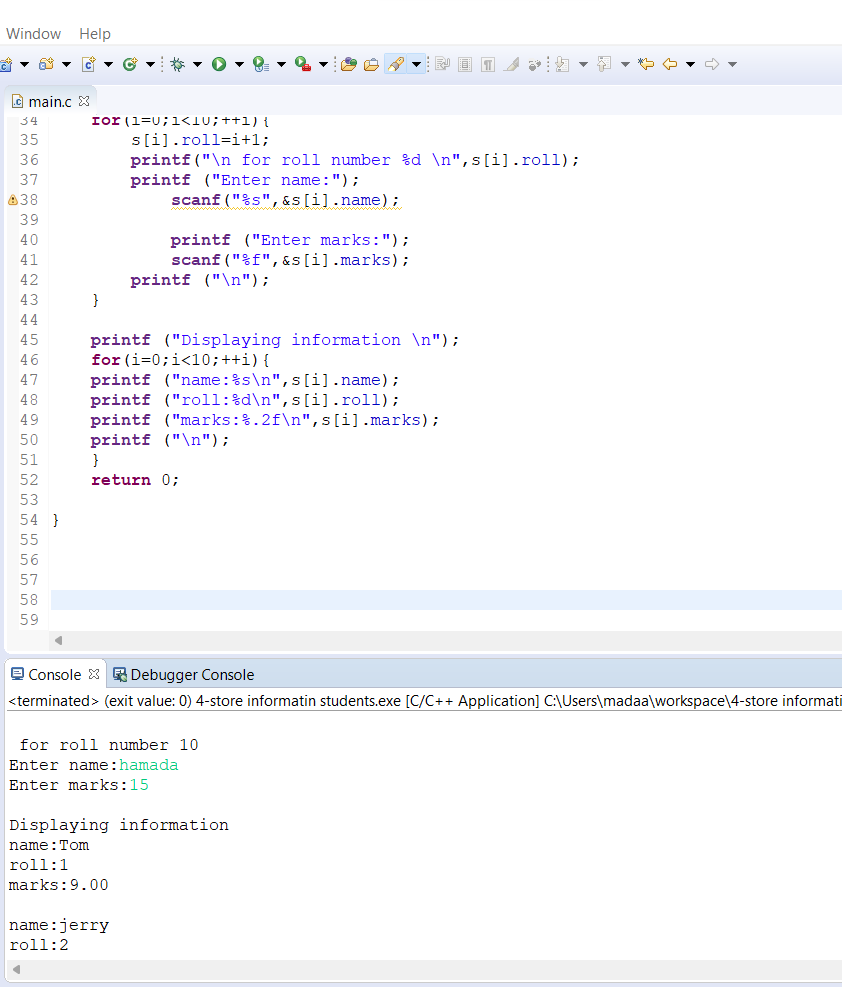 Window Help
main.c
34 for(i=0;i<10;++i){
35 s[i].roll=i+1;
36 printf("\n for roll number %d \n",s[i].roll);
37 printf ("Enter name:");
38 scanf("%s",&s[i].name);
39
40 printf ("Enter marks:");
41 scanf("%f",&s[i].marks);
42 printf ("\n");
43 }
44
45 printf ("Displaying information \n");
46 for(i=0;i<10;++i){
47 printf ("name:%s\n",s[i].name);
48 printf ("roll:%d\n",s[i].roll);
49 printf ("marks:%.2f\n",s[i].marks);
50 printf ("\n");
51 }
52 return 0;
53
54 }
55
56
57
58
59
Console Debugger Console
<terminated> (exit value: 0) 4-store informatin students.exe [C/C++ Application] C:\Users\madaa\workspace\4-store informati
for roll number 10
Enter name:hamada
Enter marks:15
Displaying information
name:Tom
roll:1
marks:9.00
name:jerry
roll:2